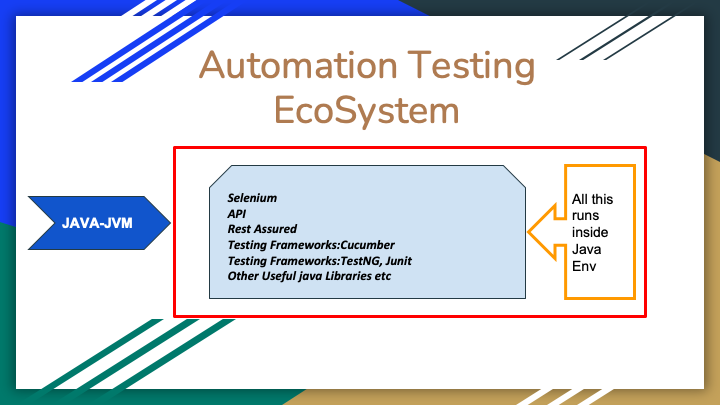 Automation Testing
EcoSystem
JAVA-JVM
Selenium
API
Rest Assured
Testing Frameworks:Cucumber
Testing Frameworks:TestNG, Junit
Other Useful java Libraries etc
All this
runs
inside
Java
Env